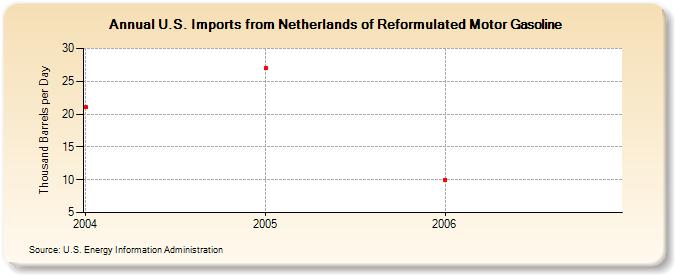 Annual U.S. Imports from Netherlands of Reformulated Motor Gasoline
Thousand Barrels per Day
30
25
20
15
10
5
2004 2005 2006
Source: U.S. Energy Information Administration